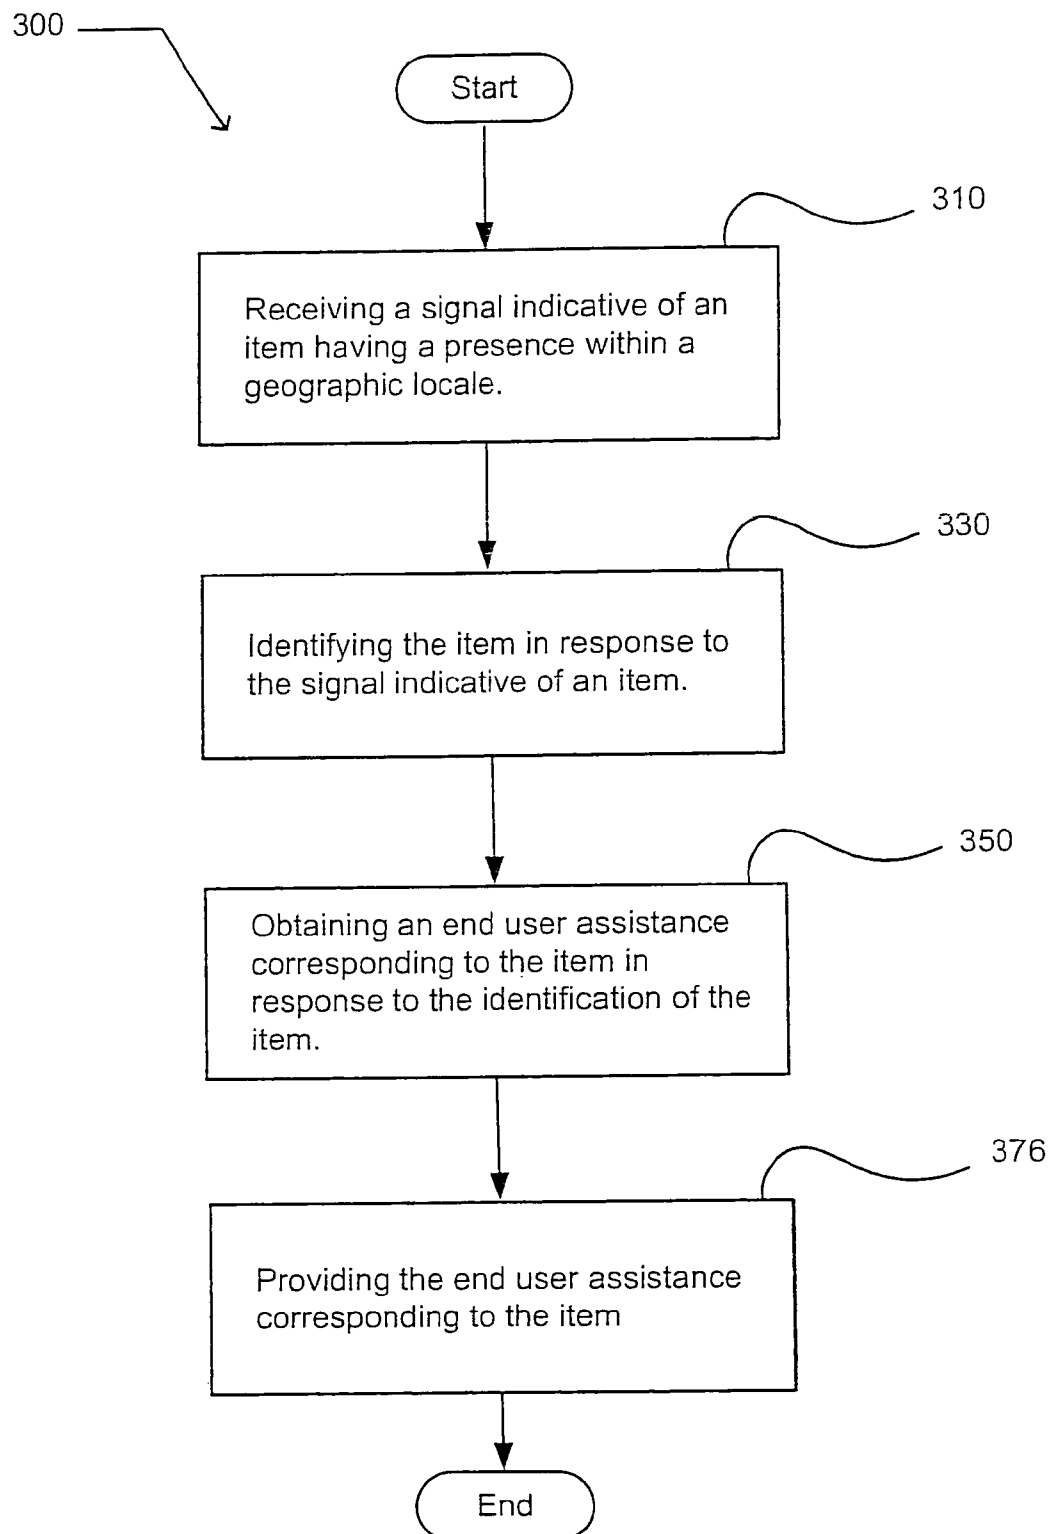 300
Start
310
Receiving a signal indicative of an
item having a presence within a
geographic locale.
330
Identifying the item in response to
the signal indicative of an item.
350
Obtaining an end user assistance
corresponding to the item in
response to the identification of the
item.
376
Providing the end user assistance
corresponding to the item
End